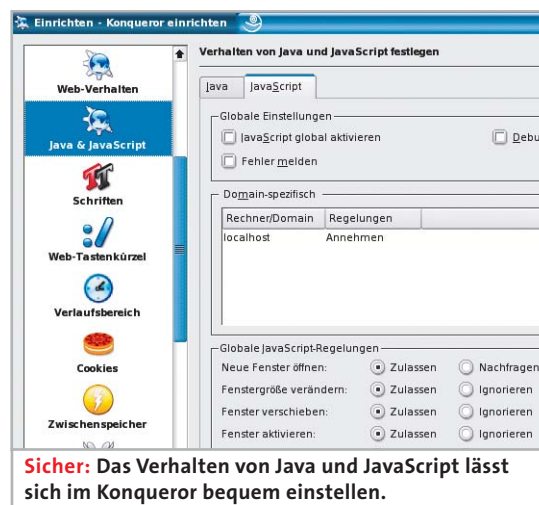 Einrichten - Konqueror einrichten
Verhalten von Java und JavaScript festlegen
Web-Verhalten
Java & JavaScript
Schriften
Web-Tastenkürzel
Verlaufsbereich
Cookies
Zwischenspeicher
Java
JavaScript
Globale Einstellungen
JavaScript global aktivieren
Debu
Fehler melden
Domain-spezifisch
Rechner/Domain Regelungen
localhost Annehmen
Globale JavaScript-Regelungen
Neue Fenster öffnen: Zulassen Nachfragen
Fenstergröße verändern: Zulassen Ignorieren
Fenster verschieben: Zulassen Ignorieren
Fenster aktivieren: Zulassen Ignorieren
Sicher: Das Verhalten von Java und JavaScript lässt
sich im Konqueror bequem einstellen.